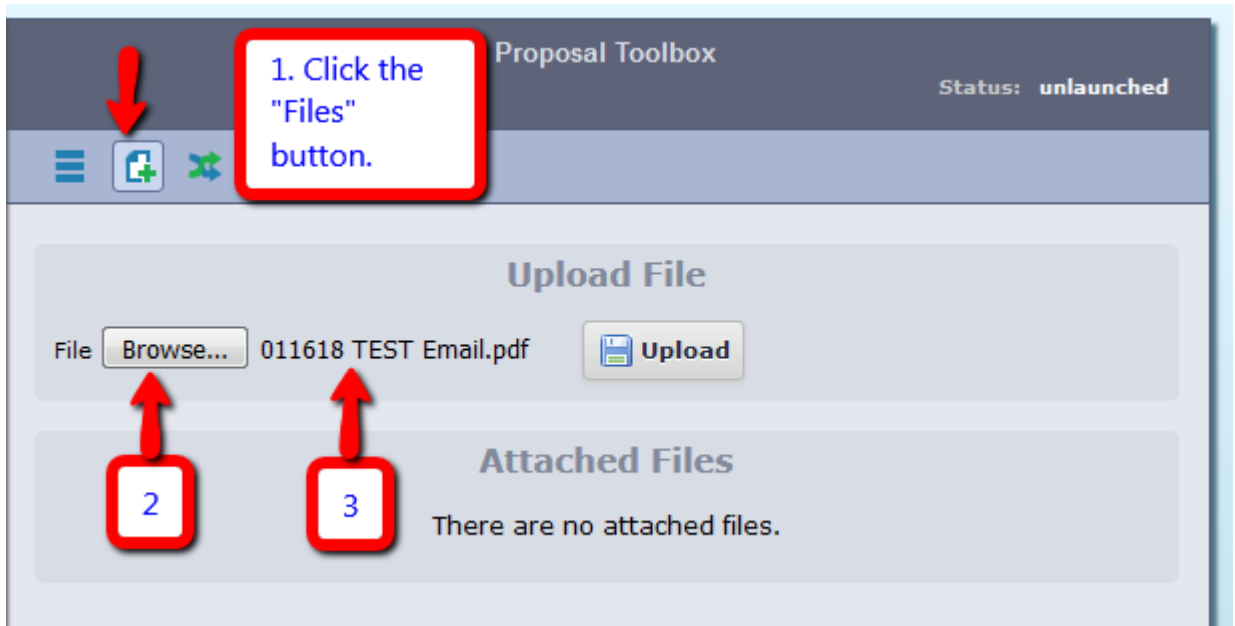 Proposal Toolbox
Status: unlaunched
1. Click the
"Files"
button.
Upload File
File Browse... 011618 TEST Email.pdf Upload
Attached Files
2
3
There are no attached files.